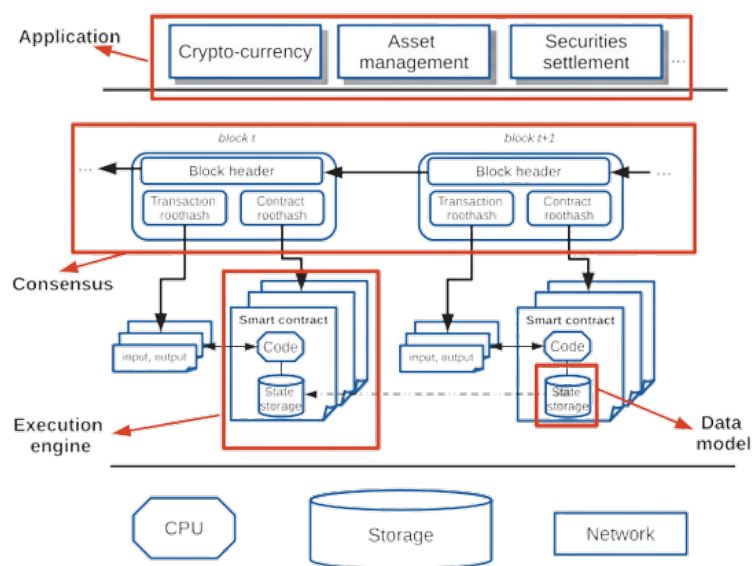 Application
Crypto-currency
Asset
management
Securities
settlement
...
block t
block t+1
...
Block header
Block header
...
Transaction
roothash
Contract
roothash
Transaction
roothash
Contract
roothash
Consensus
Smart contract
Smart contract
Code
Code
input, output
input, output
State
storage
State
storage
Execution
engine
Data
model
CPU
Storage
Network